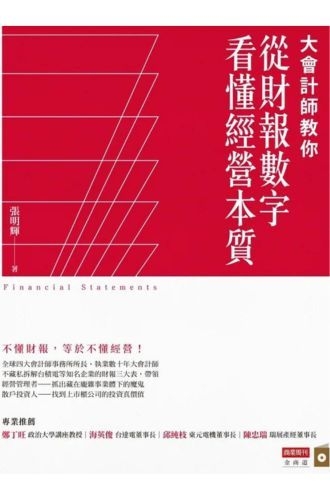 大會計師教你
從財報數字
看懂經營本質
張明輝
著
Financial Statements
不懂財報，等於不懂經營！
全球四大會計師事務所所長、執業數十年大會計師
不藏私拆解台積電等知名企業的財報三大表，帶領
經營管理者——抓出藏在龐雜事業體下的魔鬼
散戶投資人——找到上市櫃公司的投資真價值
專業推薦
鄭丁旺 政治大學講座教授｜海英俊 台達電董事長｜邱純枝 東元電機董事長｜陳忠瑞 瑞展產經董事長
商業周刊
金商道